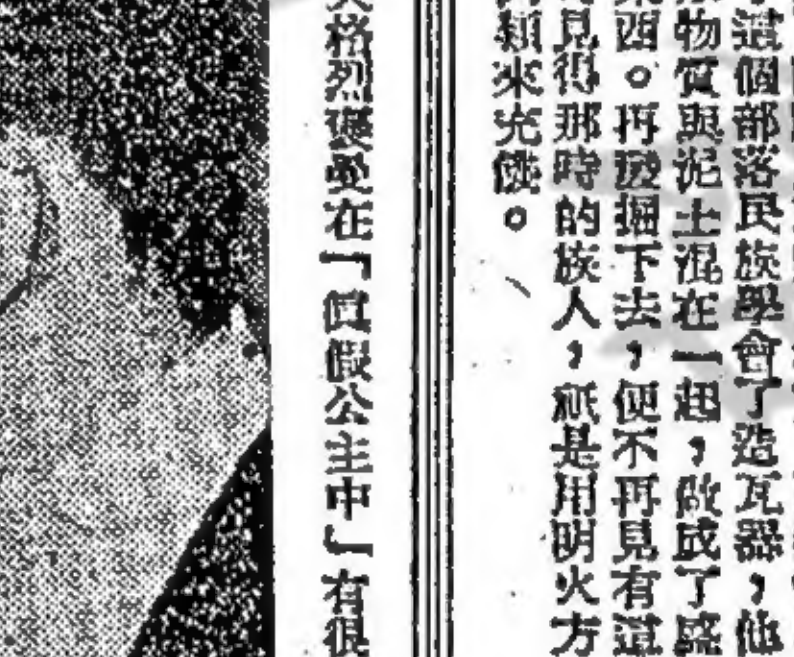 這個部落民族學會了造瓦器，他
物質與泥土混在一起，做成了盛
西。再發掘下去，便不再見有這
見得那時的族人，祇是用明火方
類來充饑。
格烈褒曼在「真假公主中」有很